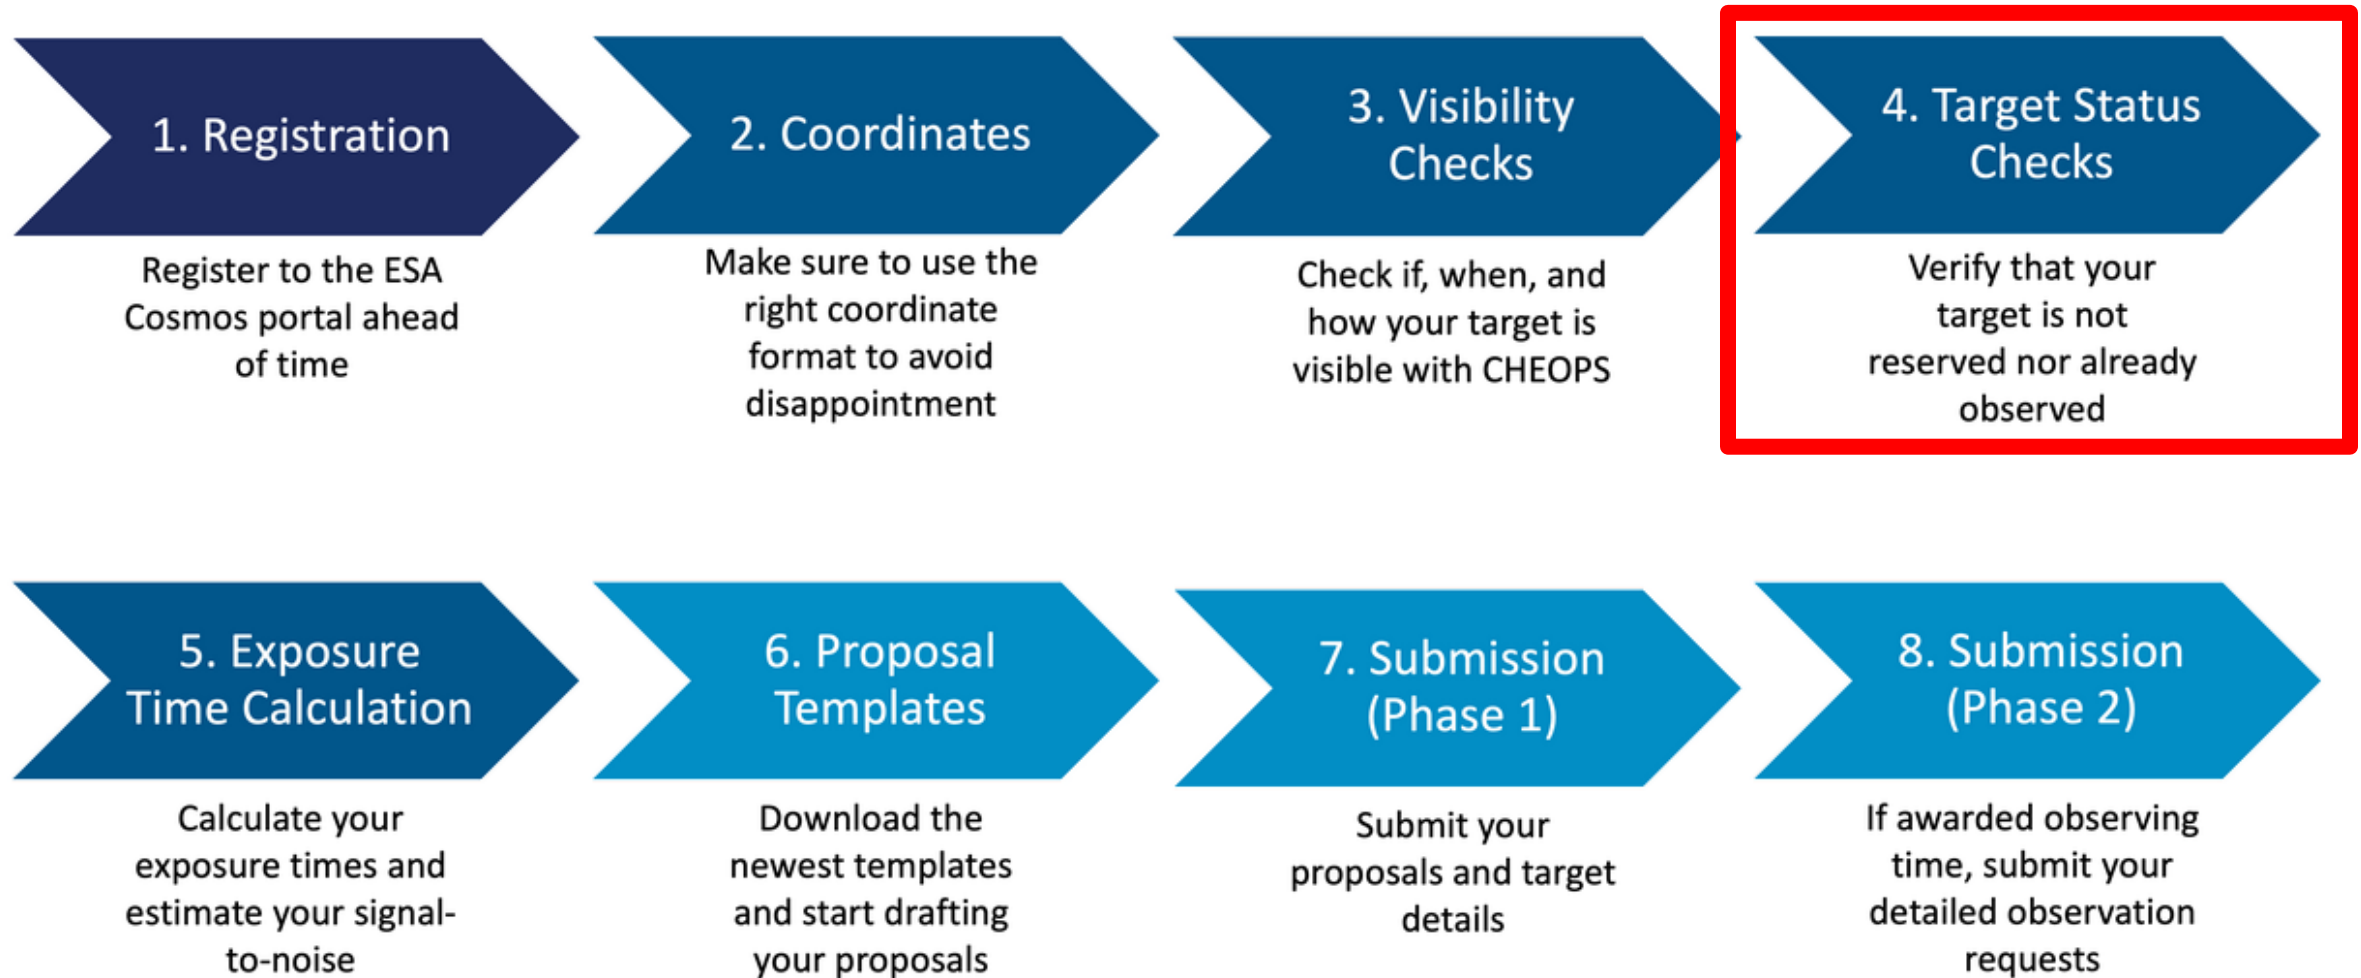 1. Registration
Register to the ESA
Cosmos portal ahead
of time
2. Coordinates
Make sure to use the
right coordinate
format to avoid
disappointment
3. Visibility
Checks
Check if, when, and
how your target is
visible with CHEOPS
4. Target Status
Checks
Verify that your
target is not
reserved nor already
observed
5. Exposure
Time Calculation
Calculate your
exposure times and
estimate your signal-
to-noise
6. Proposal
Templates
Download the
newest templates
and start drafting
your proposals
7. Submission
(Phase 1)
Submit your
proposals and target
details
8. Submission
(Phase 2)
If awarded observing
time, submit your
detailed observation
requests